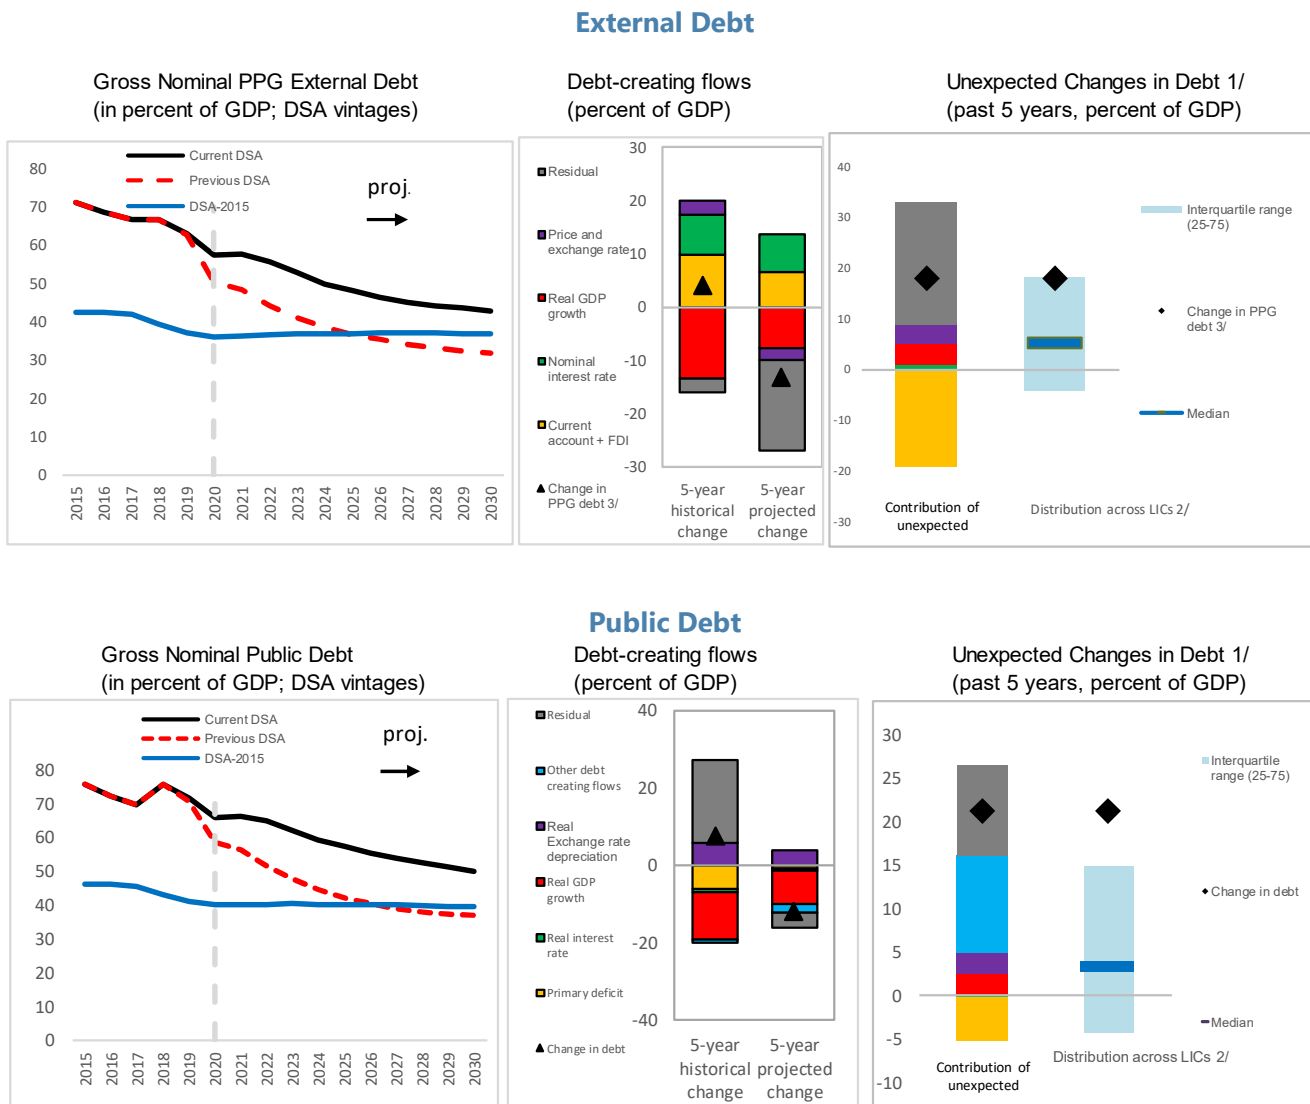 External Debt
Gross Nominal PPG External Debt
(in percent of GDP; DSA vintages)
Debt-creating flows
(percent of GDP)
Unexpected Changes in Debt 1/
(past 5 years, percent of GDP)
Current DSA
Previous DSA
DSA-2015
proj.
80
70
60
50
40
30
20
10
0
2015
2016
2017
2018
2019
2020
2021
2022
2023
2024
2025
2026
2027
2028
2029
2030
Residual
Price and
exchange rate
Real GDP
growth
Nominal
interest rate
Current
account + FDI
Change in
PPG debt 3/
30
20
10
0
-10
-20
-30
5-year
historical
change
5-year
projected
change
40
30
20
10
0
-10
-20
-30
Contribution of
unexpected
Distribution across LICs 2/
Interquartile range
(25-75)
Change in PPG
debt 3/
Median
Public Debt
Gross Nominal Public Debt
(in percent of GDP; DSA vintages)
Debt-creating flows
(percent of GDP)
Unexpected Changes in Debt 1/
(past 5 years, percent of GDP)
Current DSA
Previous DSA
DSA-2015
proj.
80
70
60
50
40
30
20
10
0
2015
2016
2017
2018
2019
2020
2021
2022
2023
2024
2025
2026
2027
2028
2029
2030
Residual
Other debt
creating flows
Real
Exchange rate
depreciation
Real GDP
growth
Real interest
rate
Primary deficit
Change in debt
40
20
0
-20
-40
5-year
historical
change
5-year
projected
change
30
25
20
15
10
5
0
-5
-10
Contribution of
unexpected
Distribution across LICs 2/
Interquartile
range (25-75)
Change in debt
Median